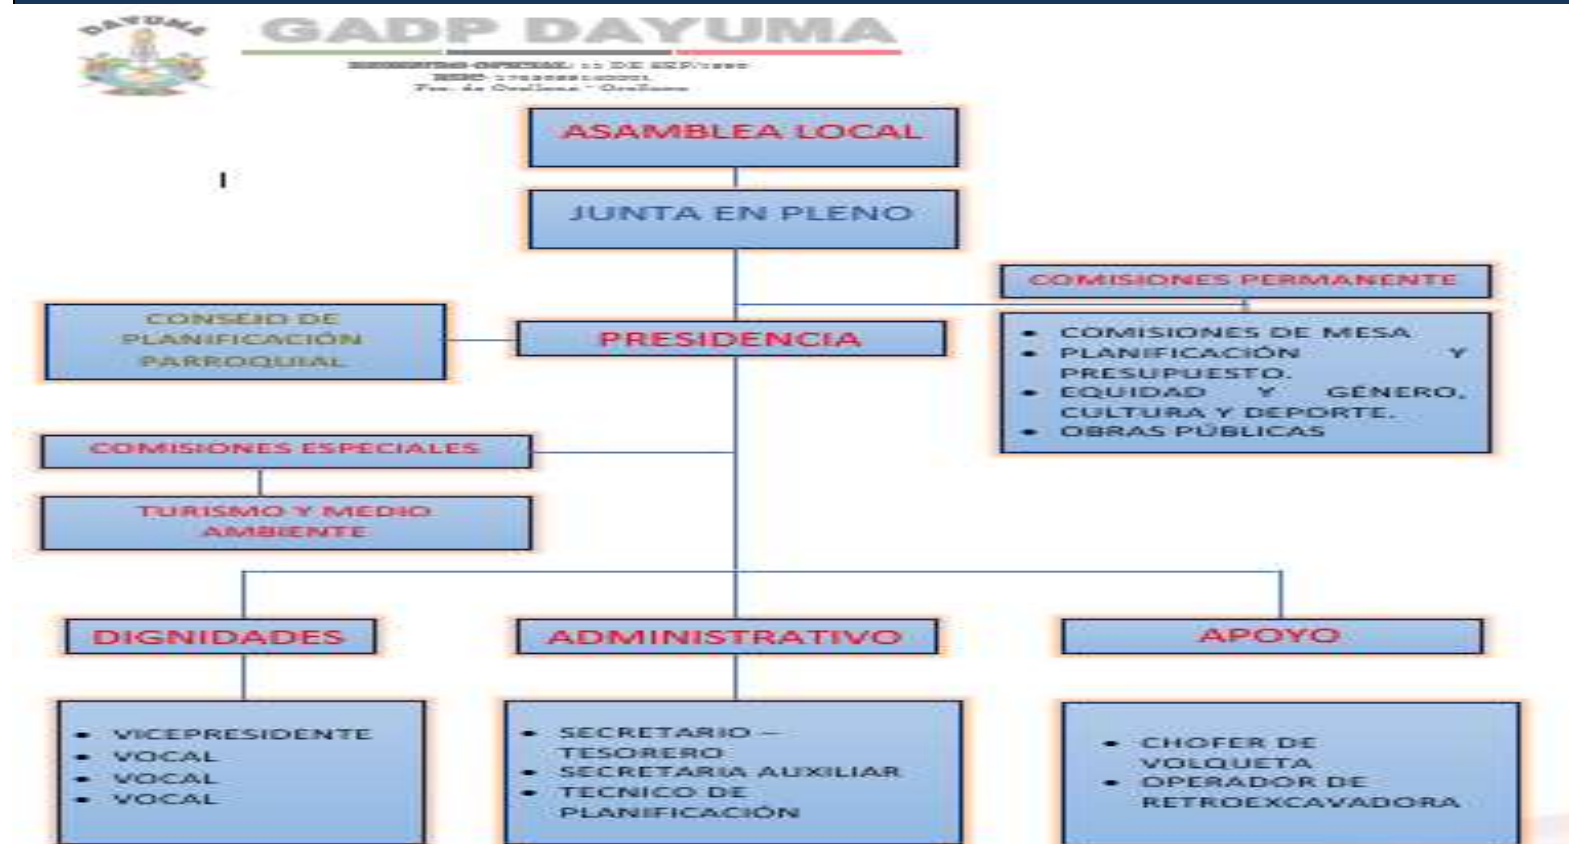 DAYUMA
GADP DAYUMA
ASAMBLEA LOCAL
JUNTA EN PLENO
COMISIONES PERMANENTE
CONSEJO DE
PLANIFICACIÓN
PARROQUIAL
PRESIDENCIA
• COMISIONES DE MESA
• PLANIFICACIÓN Y
PRESUPUESTO.
• EQUIDAD Y GÉNERO,
CULTURA Y DEPORTE.
• OBRAS PÚBLICAS
COMISIONES ESPECIALES
TURISMO Y MEDIO
AMBIENTE
DIGNIDADES
ADMINISTRATIVO
APOYO
• VICEPRESIDENTE
• VOCAL
• VOCAL
• VOCAL
• SECRETARIO –
TESORERO
• SECRETARIA AUXILIAR
• TECNICO DE
PLANIFICACIÓN
• CHOFER DE
VOLQUETA
• OPERADOR DE
RETROEXCAVADORA